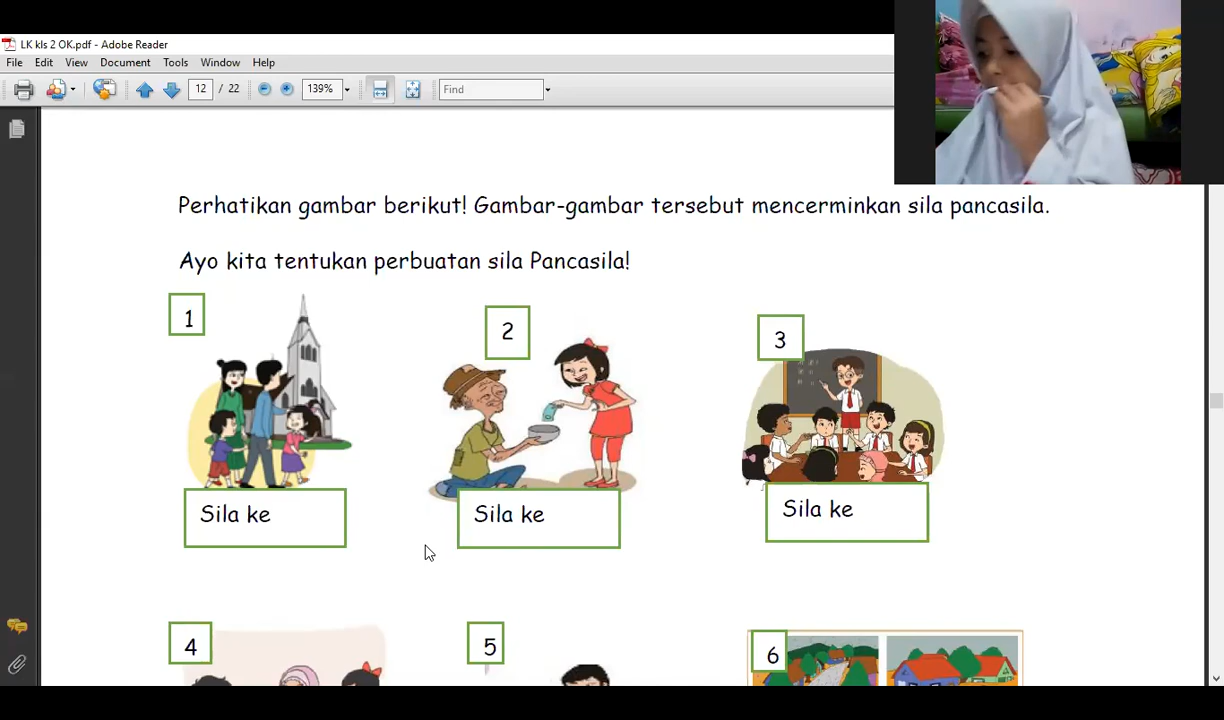 LK kls 2 OK.pdf - Adobe Reader
File Edit View Document Tools Window Help
12 / 22 139% Find
Perhatikan gambar berikut! Gambar-gambar tersebut mencerminkan sila pancasila.
Ayo kita tentukan perbuatan sila Pancasila!
1
2
3
Sila ke
Sila ke
Sila ke
4
5
6